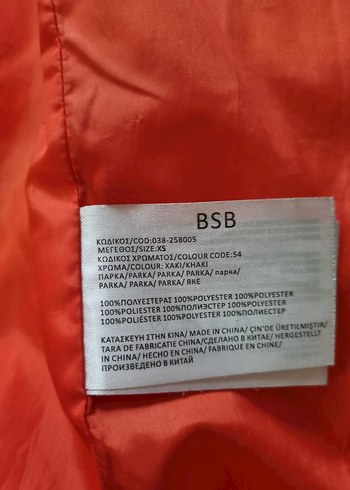 BSB
ΚΩΔΙΚΟΣ/COD:038-258005
ΜΕΓΕΘΟΣ/SIZE:XS
ΚΩΔΙΚΟΣ ΧΡΩΜΑΤΟΣ/COLOUR CODE:54
ΧΡΩΜΑ/COLOUR: ΧΑΚΙ/KHAKI
ΠΑΡΚΑ/PARKA/ PARKA/ PARKA/ парка/
PARKA/ PARKA/ PARKA/ ЯКЕ
100%ΠΟΛΥΕΣΤΕΡΑΣ 100%POLYESTER 100%POLYESTER
100%POLIESTER 100%ПОЛИЭСТЕР 100%POLYESTER
100%POLIÉSTER 100%POLYESTER 100%ПОЛИЕСТЕР
ΚΑΤΑΣΚΕΥΗ ΣΤΗΝ ΚΙΝΑ/ MADE IN CHINA/ ÇIN'DE ÜRETILMIŞTIR/
TARA DE FABRICATIE CHINA/СДЕЛАНО В КИТАЕ/ HERGESTELLT
IN CHINA/ HECHO EN CHINA/ FABRIQUE EN CHINE/
ПРОИЗВЕДЕНО В КИТАЙ